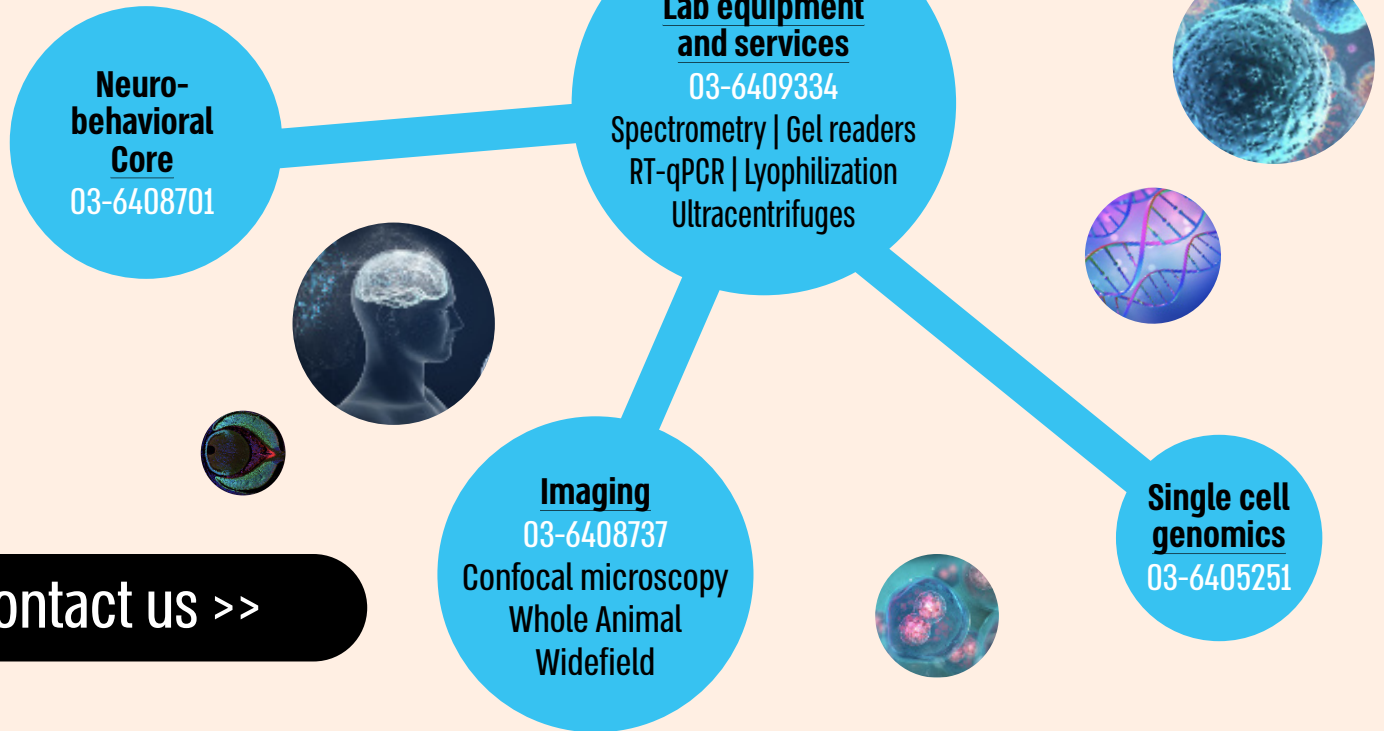 Neuro-
behavioral
Core
03-6408701
Lab equipment
and services
03-6409334
Spectrometry | Gel readers
RT-qPCR | Lyophilization
Ultracentrifuges
Imaging
03-6408737
Confocal microscopy
Whole Animal
Widefield
Single cell
genomics
03-6405251
ontact us >>